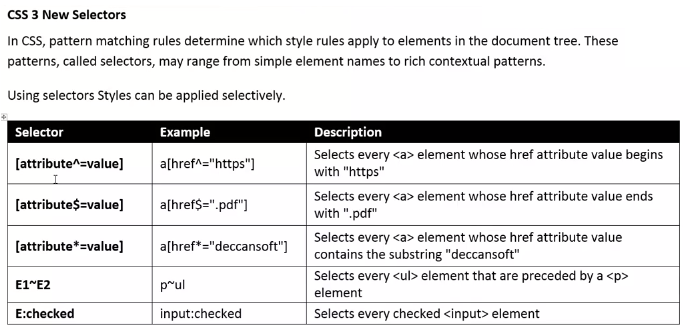 CSS 3 New Selectors
In CSS, pattern matching rules determine which style rules apply to elements in the document tree. These
patterns, called selectors, may range from simple element names to rich contextual patterns.
Using selectors Styles can be applied selectively.
Selector Example Description
[attribute^=value] a[href^="https"] Selects every <a> element whose href attribute value begins
with "https"
[attribute$=value] a[href$=".pdf"] Selects every <a> element whose href attribute value ends
with ".pdf"
[attribute*=value] a[href*="deccansoft"] Selects every <a> element whose href attribute value
contains the substring "deccansoft"
E1~E2 p~ul Selects every <ul> element that are preceded by a <p>
element
E:checked input:checked Selects every checked <input> element